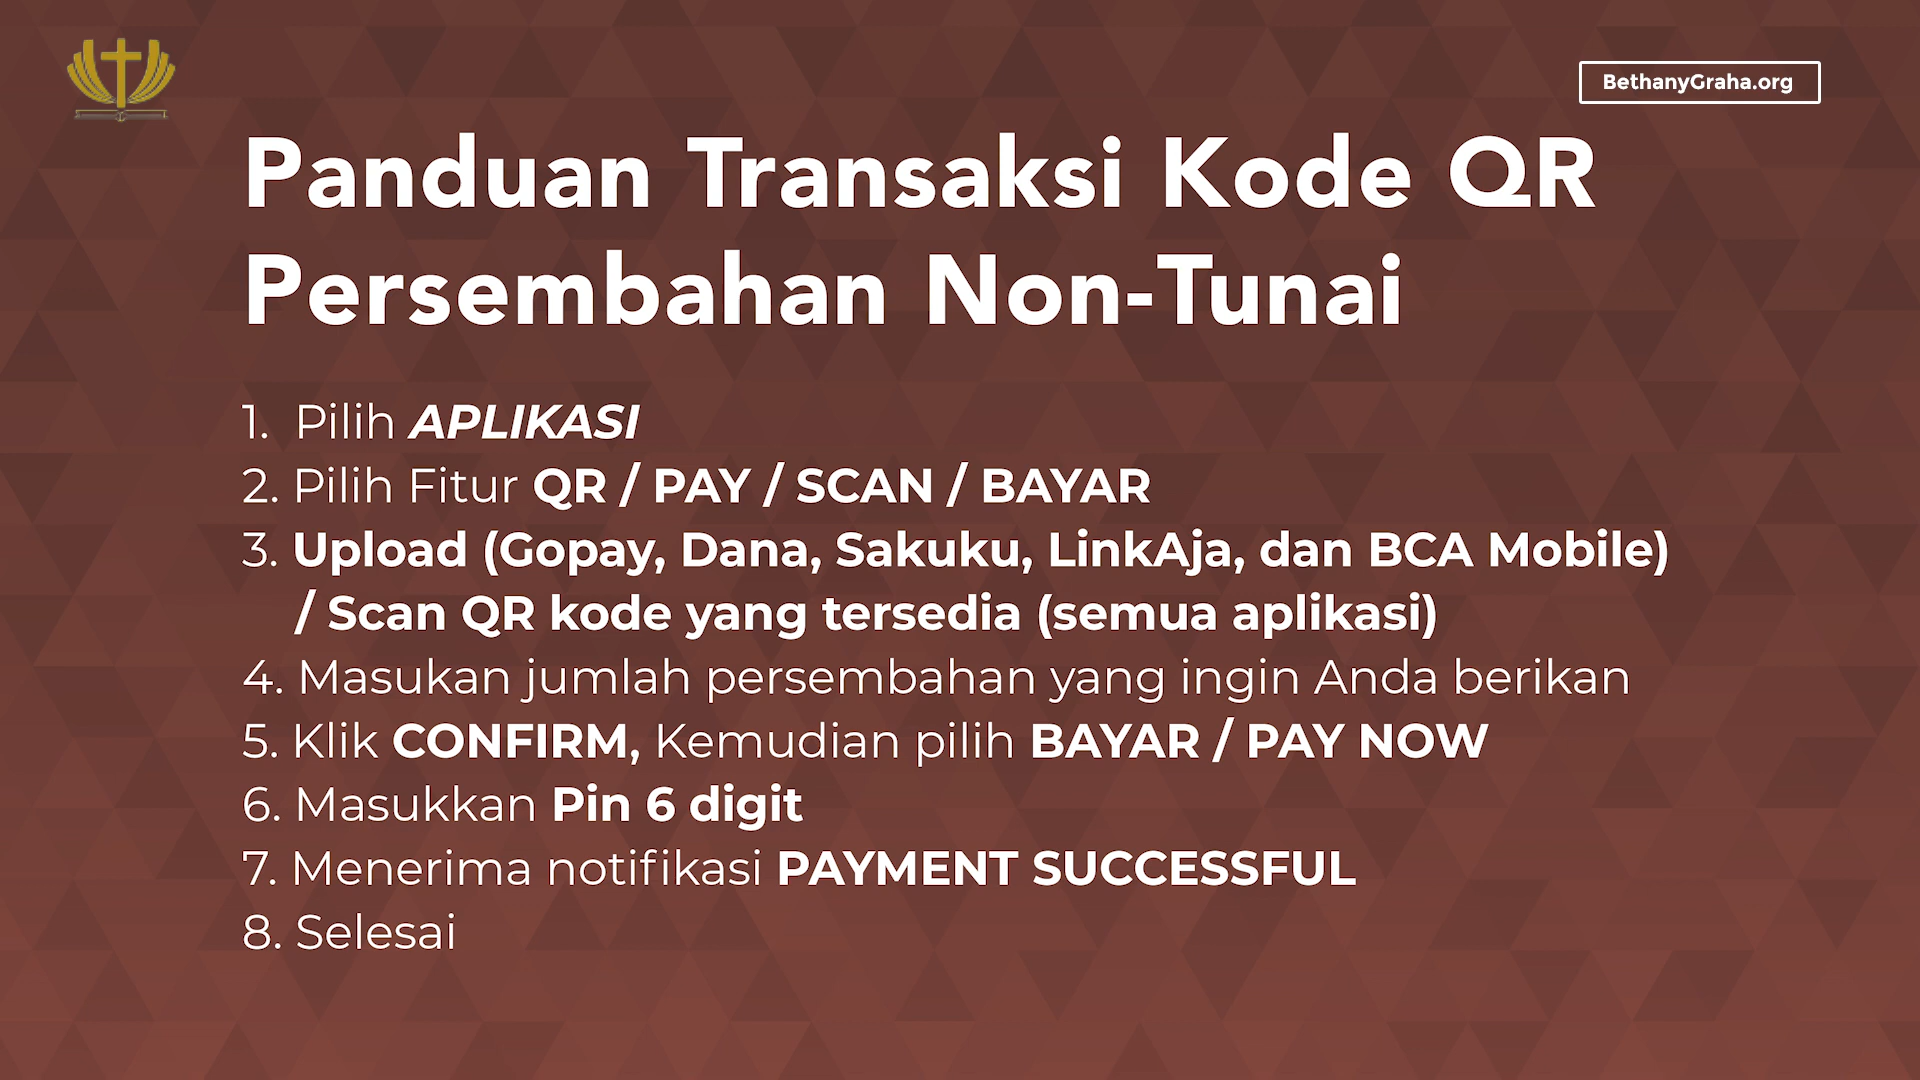 BethanyGraha.org
Panduan Transaksi Kode QR
Persembahan Non-Tunai
1. Pilih APLIKASI
2. Pilih Fitur QR / PAY / SCAN / BAYAR
3. Upload (Gopay, Dana, Sakuku, LinkAja, dan BCA Mobile)
/ Scan QR kode yang tersedia (semua aplikasi)
4. Masukan jumlah persembahan yang ingin Anda berikan
5. Klik CONFIRM, Kemudian pilih BAYAR / PAY NOW
6. Masukkan Pin 6 digit
7. Menerima notifikasi PAYMENT SUCCESSFUL
8. Selesai